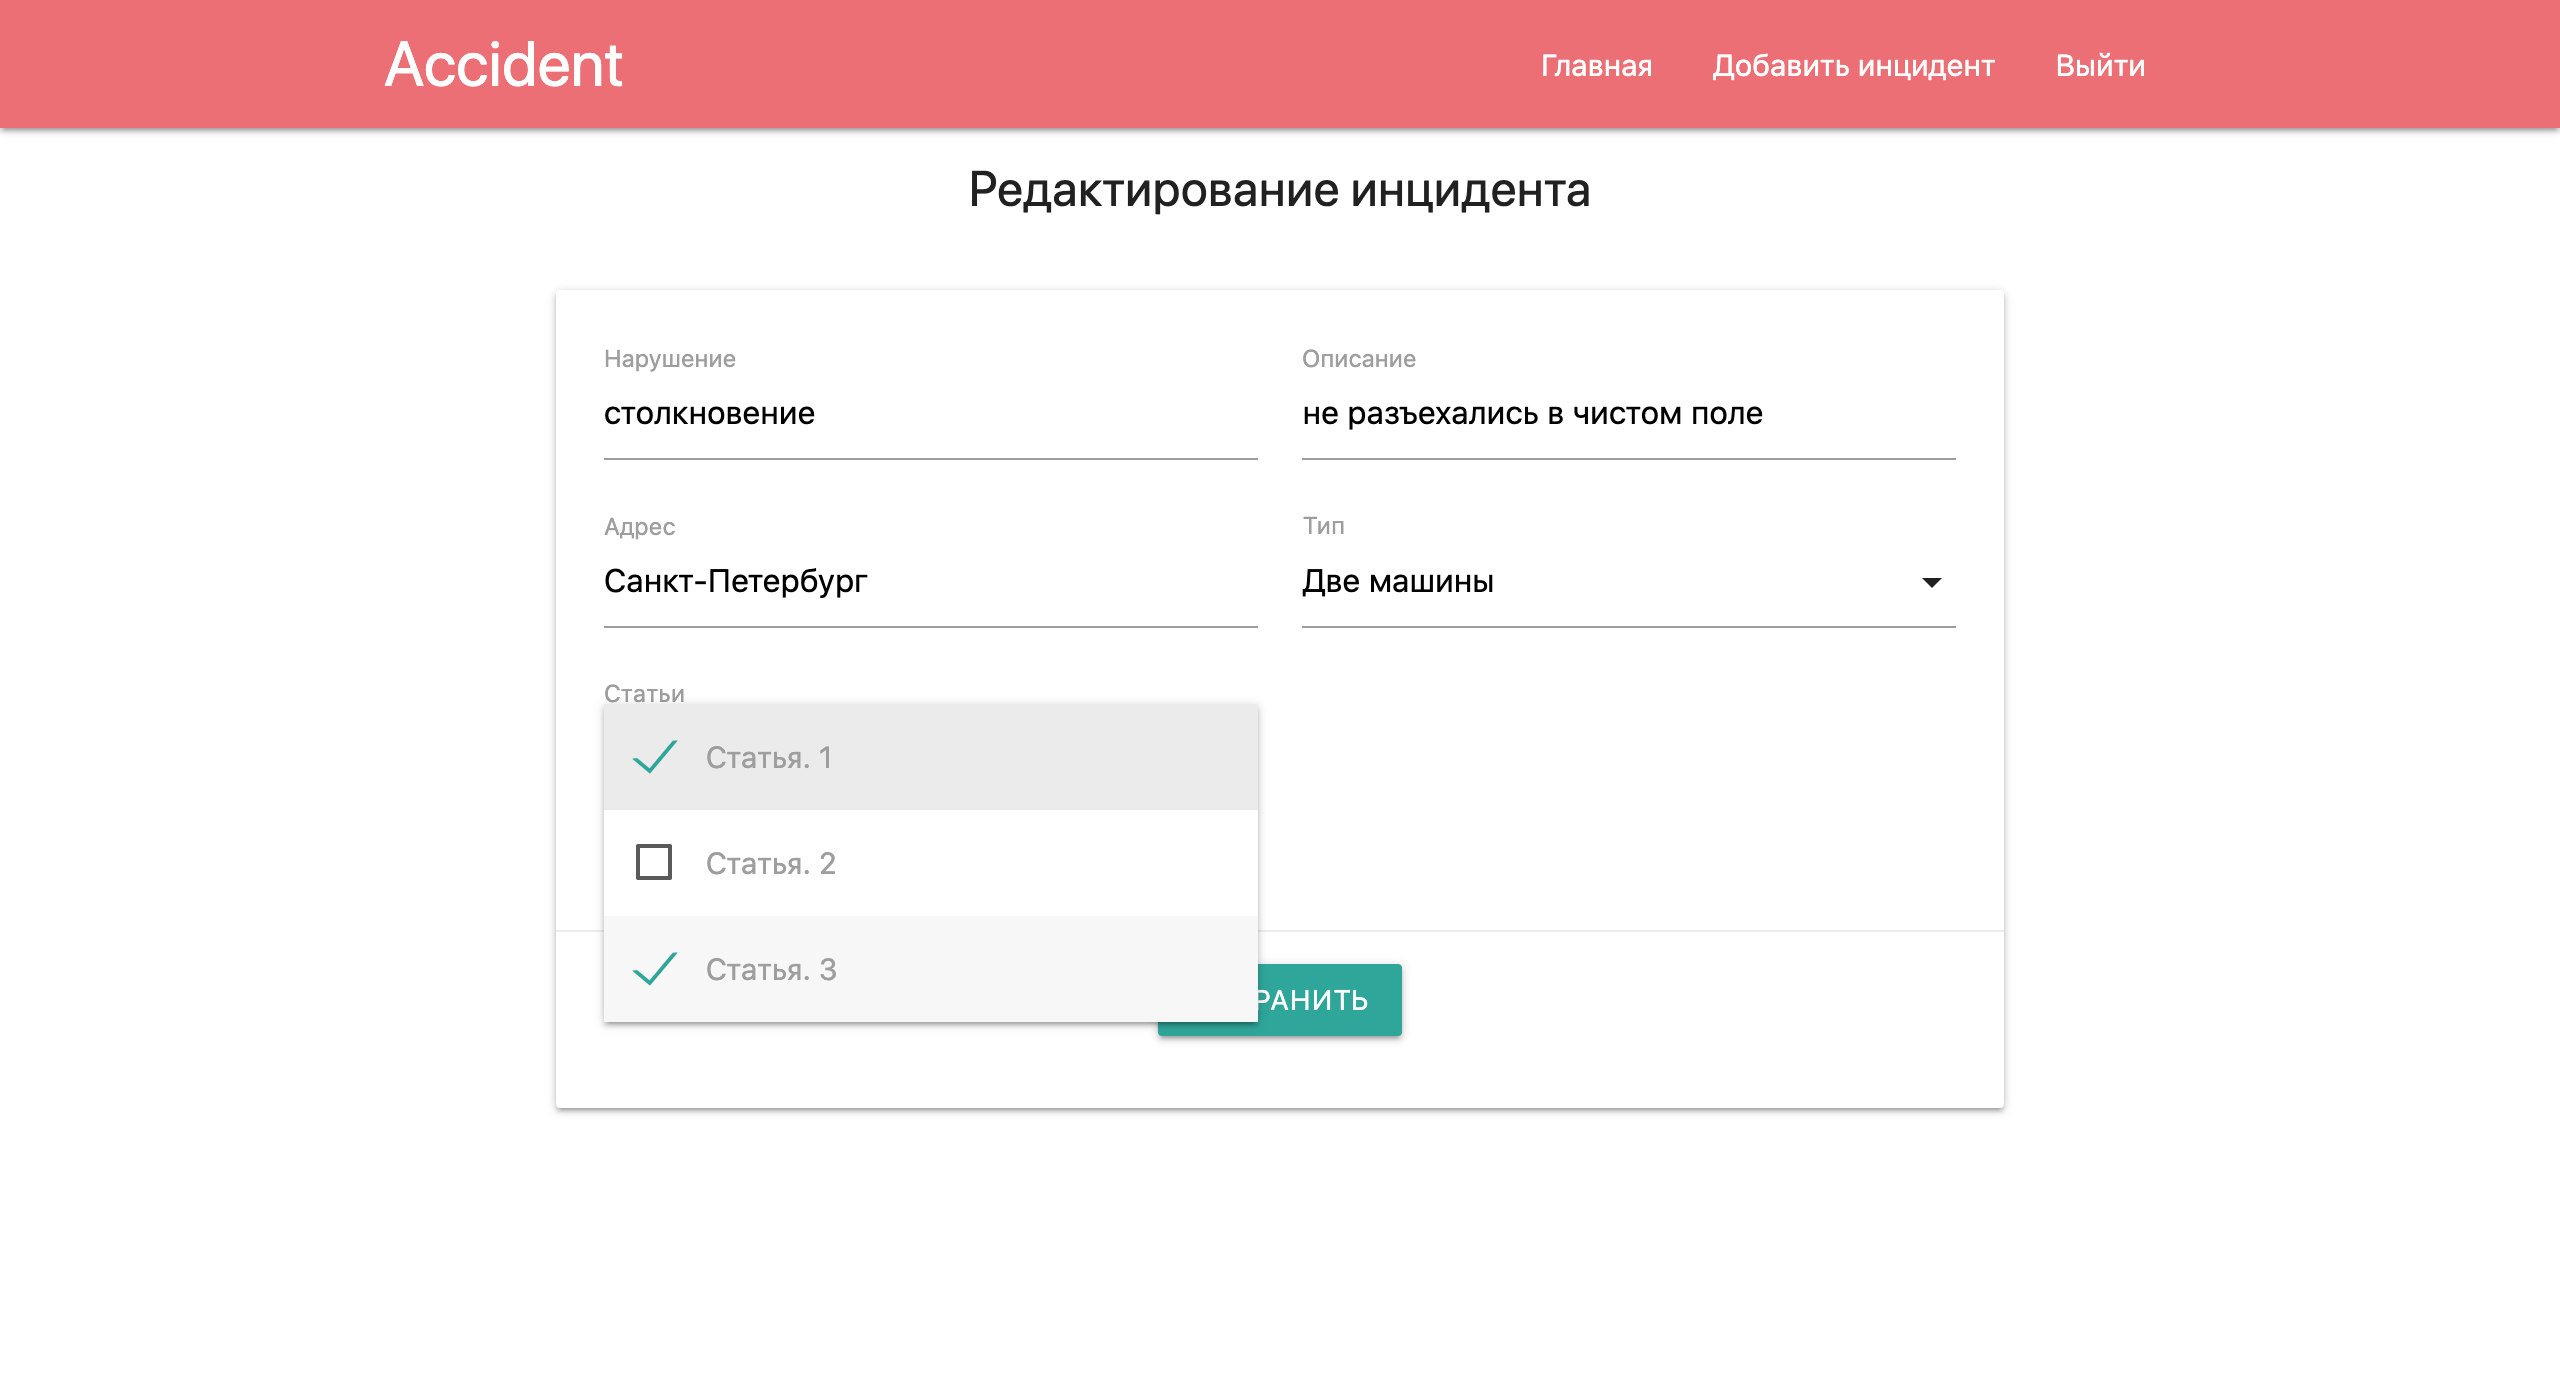 Accident
Главная
Добавить инцидент
Выйти
Редактирование инцидента
Нарушение
Описание
столкновение
не разъехались в чистом поле
Адрес
Тип
Санкт-Петербург
Две машины
Статьи
Статья. 1
Статья. 2
Статья. 3
РАНИТЬ